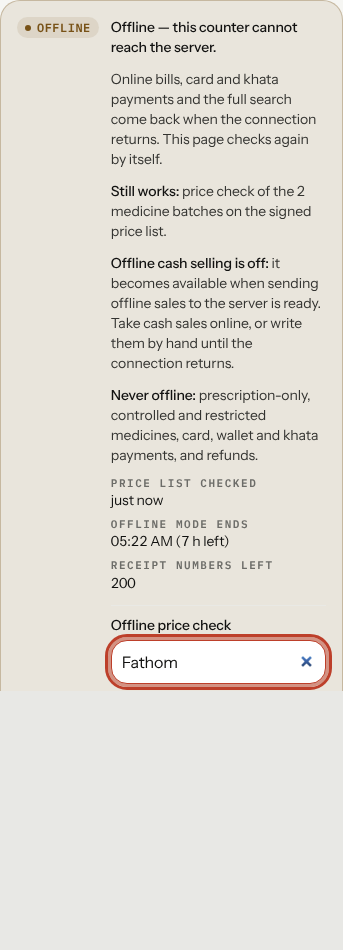 OFFLINE
Offline — this counter cannot
reach the server.
Online bills, card and khata
payments and the full search
come back when the connection
returns. This page checks again
by itself.
Still works: price check of the 2
medicine batches on the signed
price list.
Offline cash selling is off: it
becomes available when sending
offline sales to the server is ready.
Take cash sales online, or write
them by hand until the
connection returns.
Never offline: prescription-only,
controlled and restricted
medicines, card, wallet and khata
payments, and refunds.
PRICE LIST CHECKED
just now
OFFLINE MODE ENDS
05:22 AM (7 h left)
RECEIPT NUMBERS LEFT
200
Offline price check
Fathom